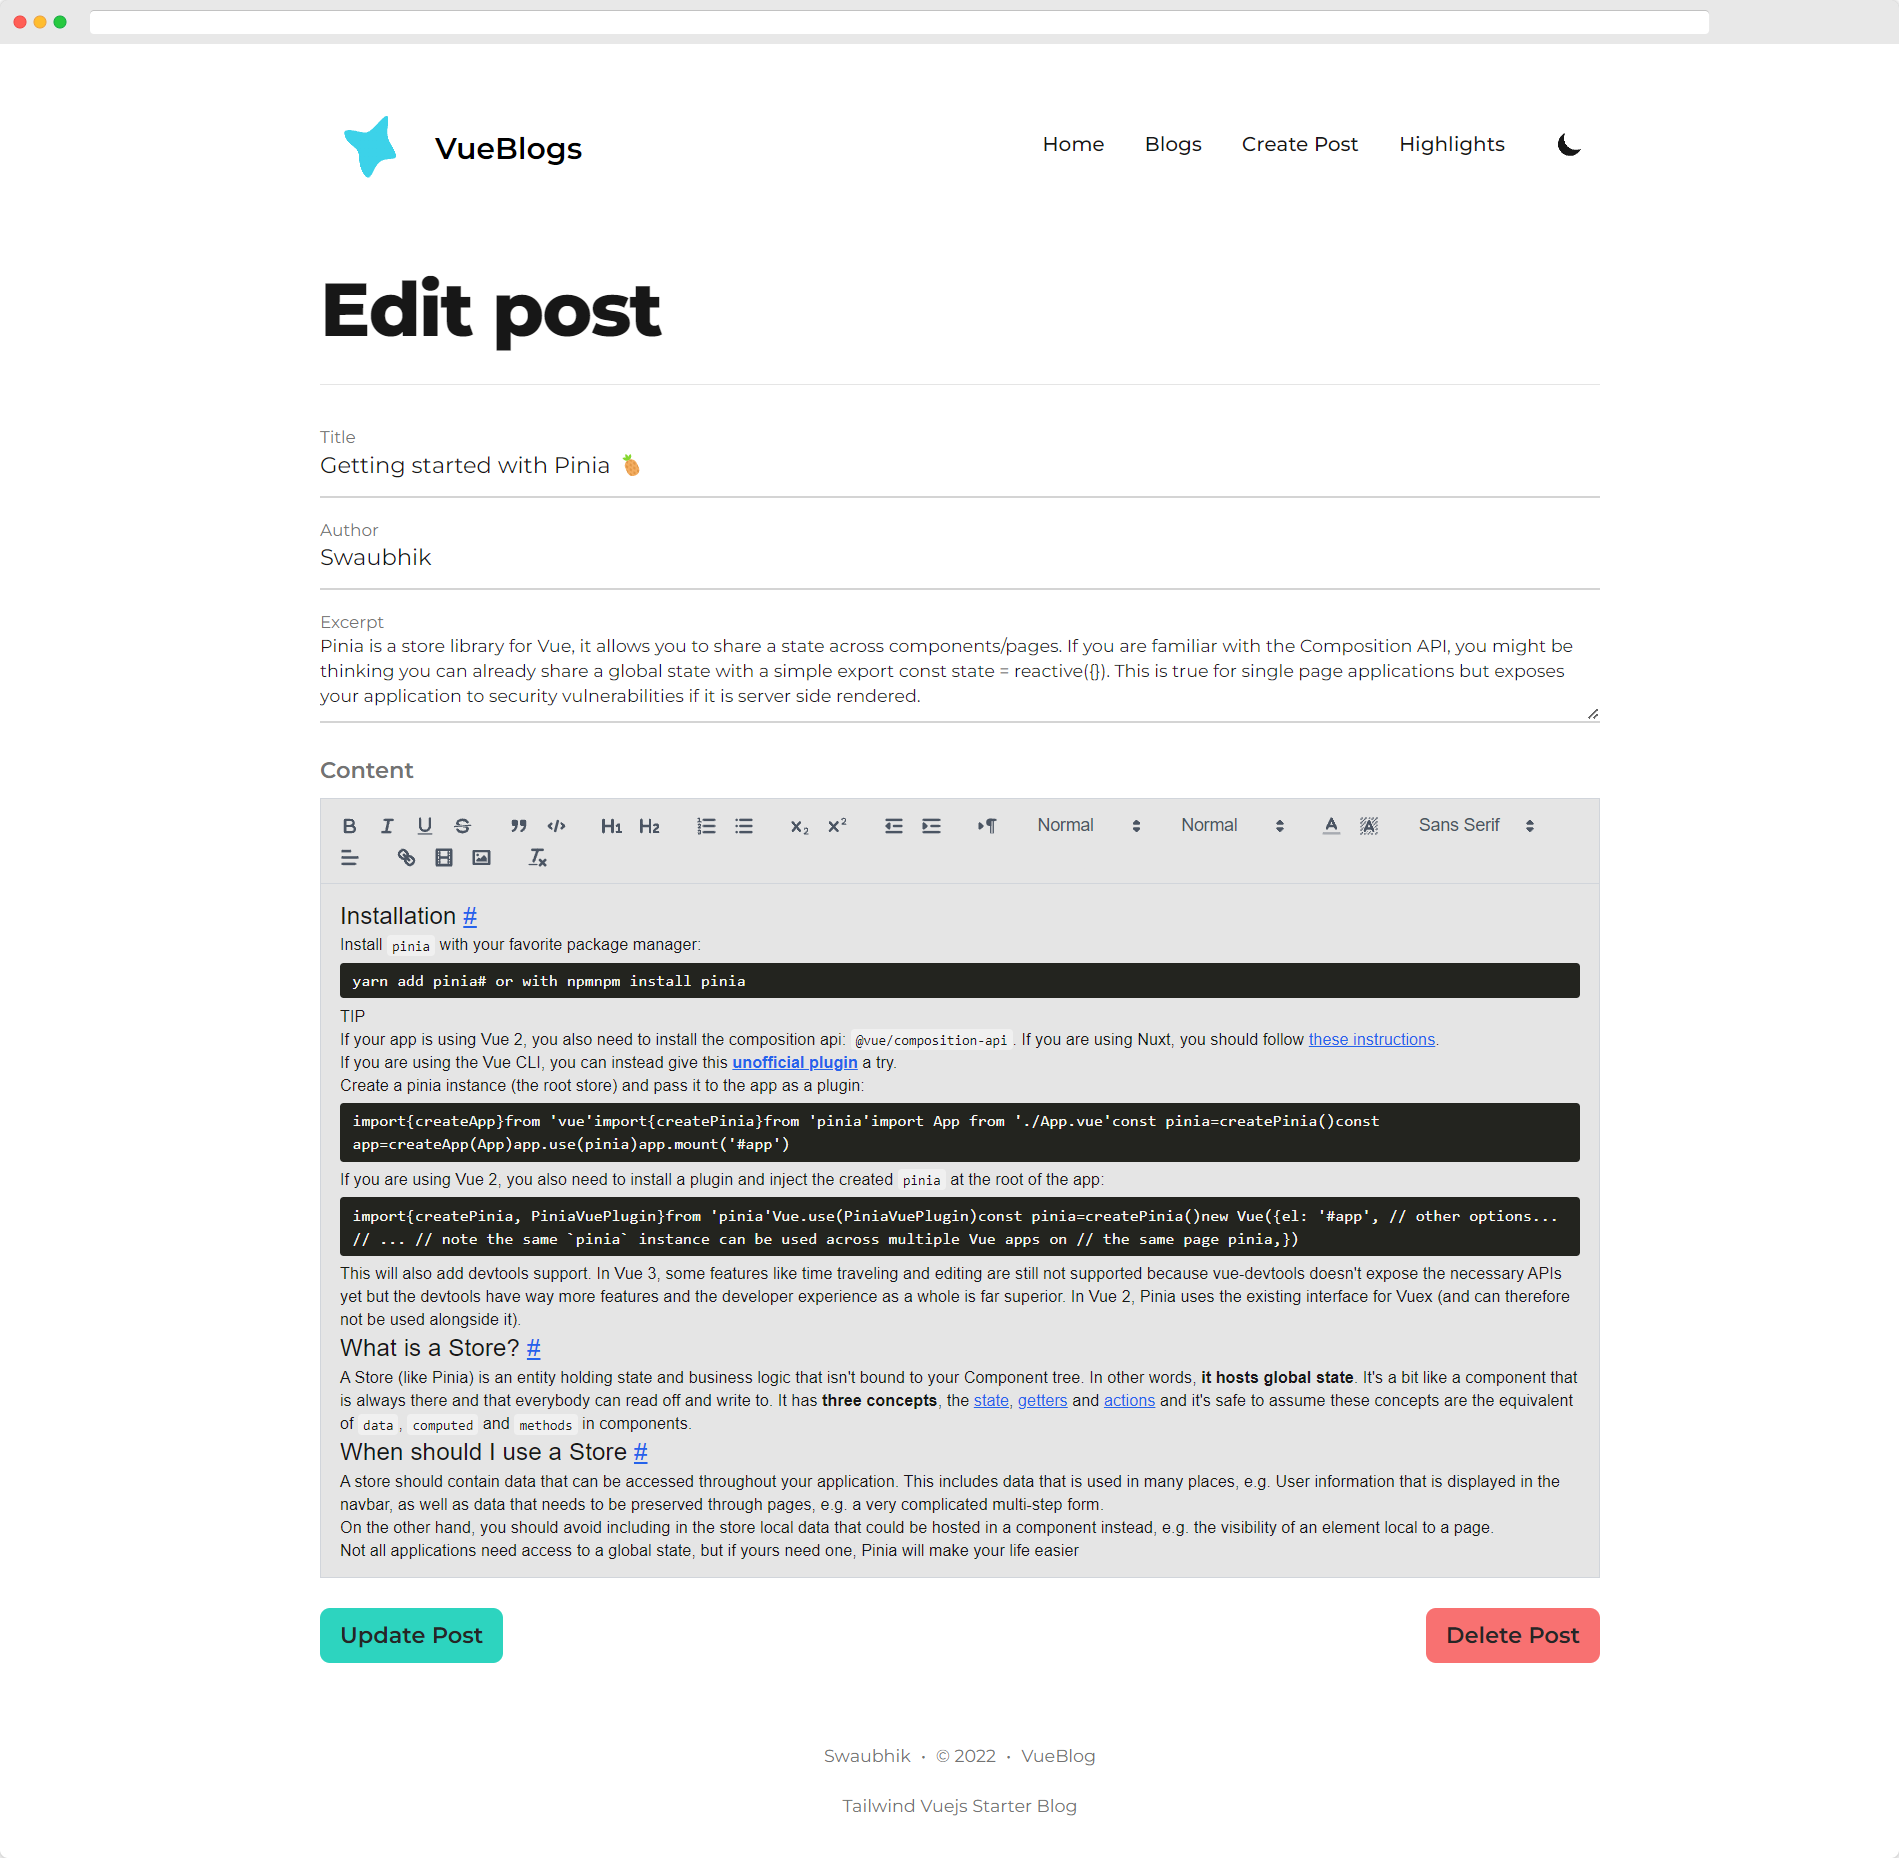 VueBlogs
Home Blogs Create Post Highlights
Edit post
Title
Getting started with Pinia 🍍
Author
Swaubhik
Excerpt
Pinia is a store library for Vue, it allows you to share a state across components/pages. If you are familiar with the Composition API, you might be
thinking you can already share a global state with a simple export const state = reactive({}). This is true for single page applications but exposes
your application to security vulnerabilities if it is server side rendered.
Content
B I U S H1 H2 x₂ x² Normal Normal A A Sans Serif
Tx
Installation #
Install pinia with your favorite package manager:
yarn add pinia# or with npmnpm install pinia
TIP
If your app is using Vue 2, you also need to install the composition api: @vue/composition-api. If you are using Nuxt, you should follow these instructions.
If you are using the Vue CLI, you can instead give this unofficial plugin a try.
Create a pinia instance (the root store) and pass it to the app as a plugin:
import{createApp}from 'vue'import{createPinia}from 'pinia'import App from './App.vue'const pinia=createPinia()const
app=createApp(App)app.use(pinia)app.mount('#app')
If you are using Vue 2, you also need to install a plugin and inject the created pinia at the root of the app:
import{createPinia, PiniaVuePlugin}from 'pinia'Vue.use(PiniaVuePlugin)const pinia=createPinia()new Vue({el: '#app', // other options...
// ... // note the same `pinia` instance can be used across multiple Vue apps on // the same page pinia,})
This will also add devtools support. In Vue 3, some features like time traveling and editing are still not supported because vue-devtools doesn't expose the necessary APIs
yet but the devtools have way more features and the developer experience as a whole is far superior. In Vue 2, Pinia uses the existing interface for Vuex (and can therefore
not be used alongside it).
What is a Store? #
A Store (like Pinia) is an entity holding state and business logic that isn't bound to your Component tree. In other words, it hosts global state. It's a bit like a component that
is always there and that everybody can read off and write to. It has three concepts, the state, getters and actions and it's safe to assume these concepts are the equivalent
of data, computed and methods in components.
When should I use a Store #
A store should contain data that can be accessed throughout your application. This includes data that is used in many places, e.g. User information that is displayed in the
navbar, as well as data that needs to be preserved through pages, e.g. a very complicated multi-step form.
On the other hand, you should avoid including in the store local data that could be hosted in a component instead, e.g. the visibility of an element local to a page.
Not all applications need access to a global state, but if yours need one, Pinia will make your life easier
Update Post Delete Post
Swaubhik • © 2022 • VueBlog
Tailwind Vuejs Starter Blog